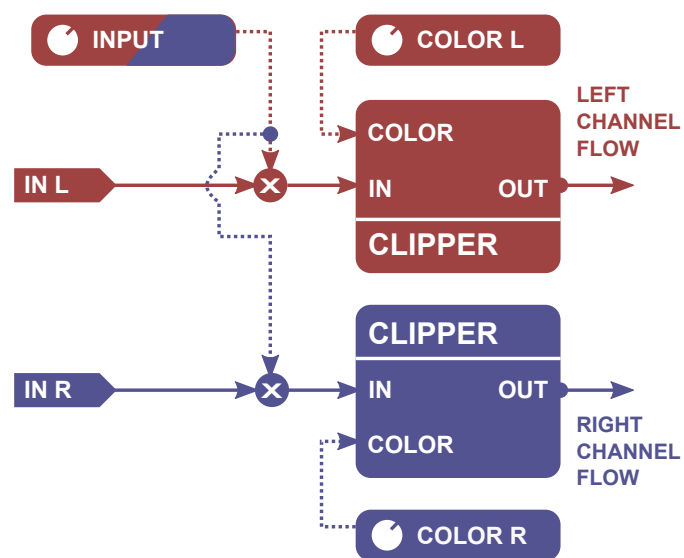 INPUT
COLOR L
LEFT
CHANNEL
FLOW
COLOR
IN L
X
IN
OUT
CLIPPER
CLIPPER
IN R
X
IN
OUT
COLOR
RIGHT
CHANNEL
FLOW
COLOR R